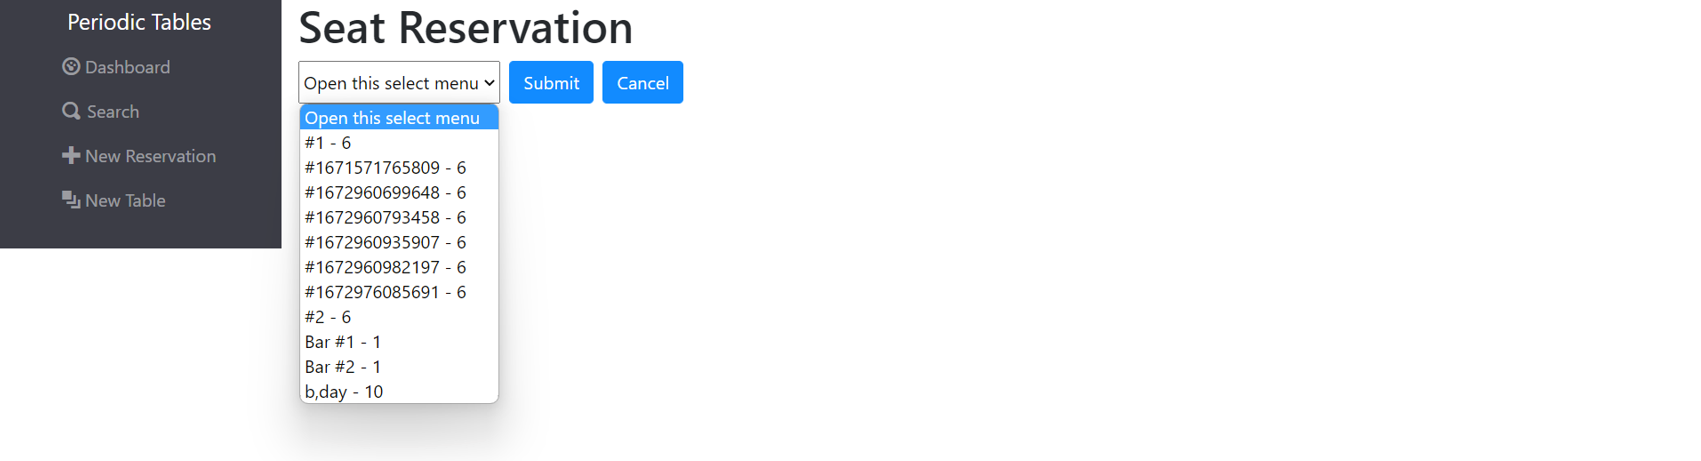 Periodic Tables
Dashboard
Search
New Reservation
New Table
Seat Reservation
Open this select menu
Submit
Cancel
Open this select menu
#1 - 6
#1671571765809 - 6
#1672960699648 - 6
#1672960793458 - 6
#1672960935907 - 6
#1672960982197 - 6
#1672976085691 - 6
#2 - 6
Bar #1 - 1
Bar #2 - 1
b,day - 10